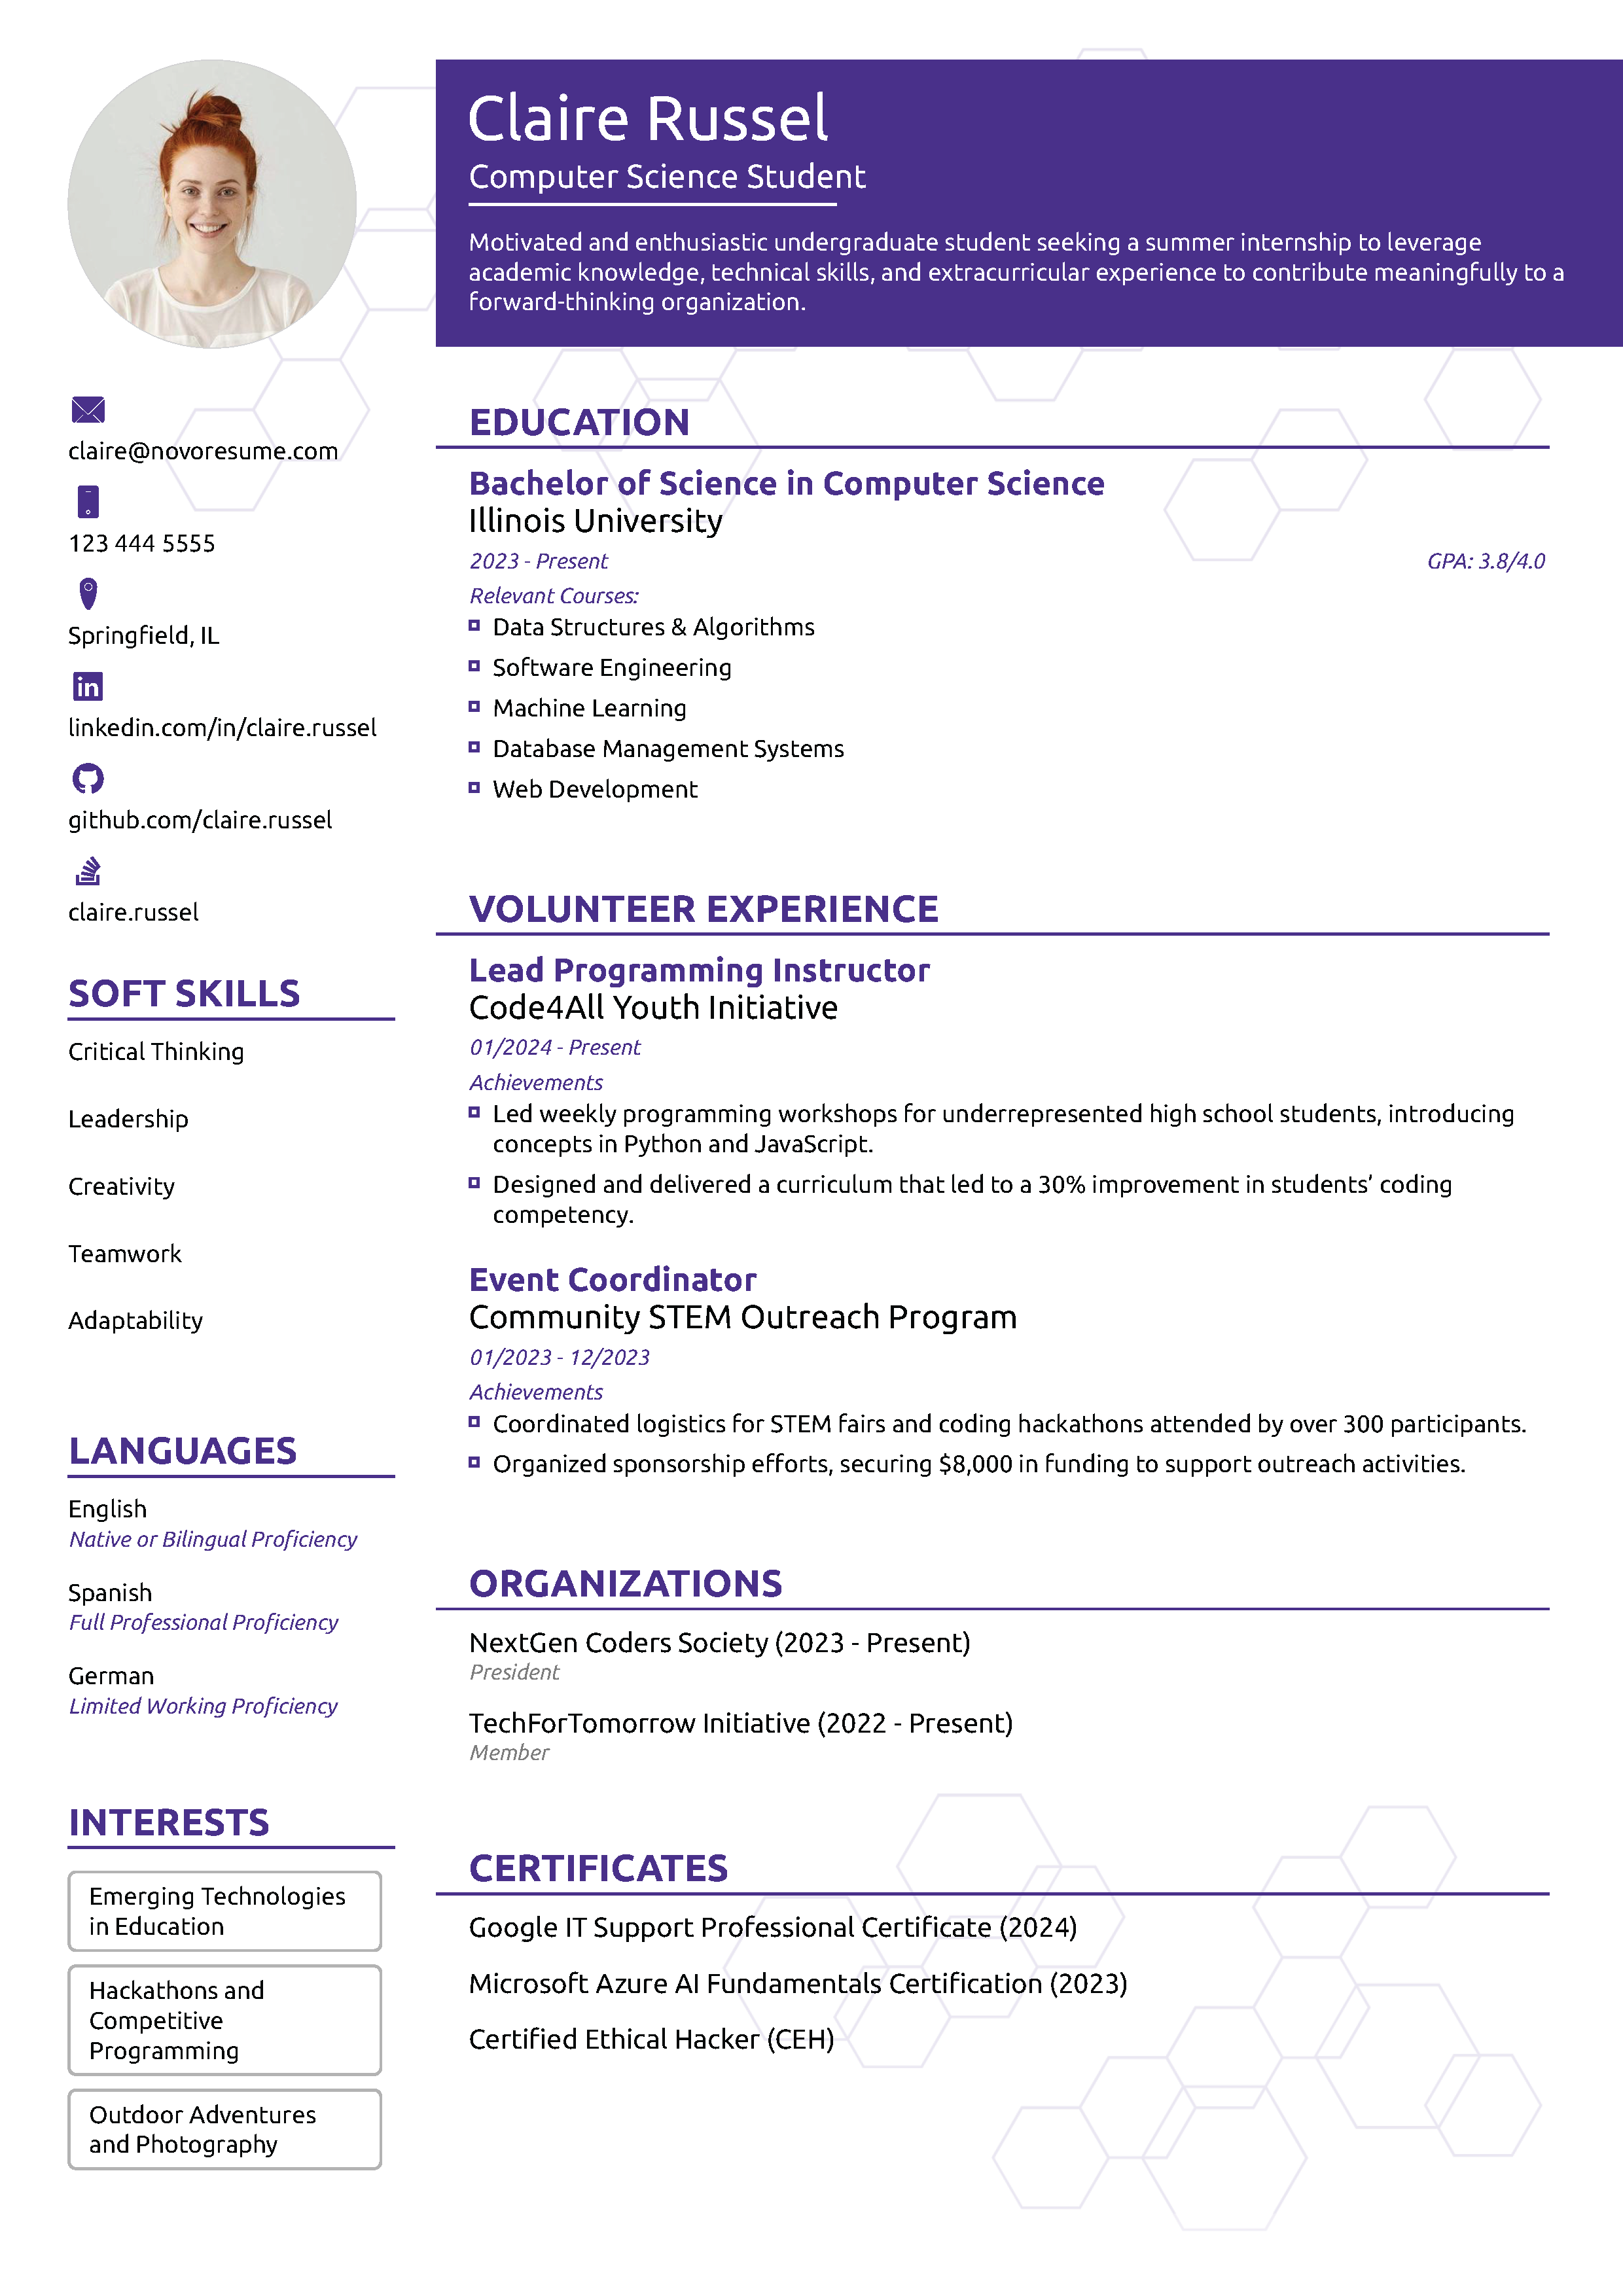 Claire Russel
Computer Science Student
Motivated and enthusiastic undergraduate student seeking a summer internship to leverage
academic knowledge, technical skills, and extracurricular experience to contribute meaningfully to a
forward-thinking organization.
claire@novoresume.com
123 444 5555
Springfield, IL
in
linkedin.com/in/claire.russel
github.com/claire.russel
claire.russel
SOFT SKILLS
Critical Thinking
Leadership
Creativity
Teamwork
Adaptability
LANGUAGES
English
Native or Bilingual Proficiency
Spanish
Full Professional Proficiency
German
Limited Working Proficiency
INTERESTS
Emerging Technologies
in Education
Hackathons and
Competitive
Programming
Outdoor Adventures
and Photography
EDUCATION
Bachelor of Science in Computer Science
Illinois University
2023 - Present GPA: 3.8/4.0
Relevant Courses:
Data Structures & Algorithms
Software Engineering
Machine Learning
Database Management Systems
Web Development
VOLUNTEER EXPERIENCE
Lead Programming Instructor
Code4All Youth Initiative
01/2024 - Present
Achievements
Led weekly programming workshops for underrepresented high school students, introducing
concepts in Python and JavaScript.
Designed and delivered a curriculum that led to a 30% improvement in students’ coding
competency.
Event Coordinator
Community STEM Outreach Program
01/2023 - 12/2023
Achievements
Coordinated logistics for STEM fairs and coding hackathons attended by over 300 participants.
Organized sponsorship efforts, securing $8,000 in funding to support outreach activities.
ORGANIZATIONS
NextGen Coders Society (2023 - Present)
President
TechForTomorrow Initiative (2022 - Present)
Member
CERTIFICATES
Google IT Support Professional Certificate (2024)
Microsoft Azure AI Fundamentals Certification (2023)
Certified Ethical Hacker (CEH)